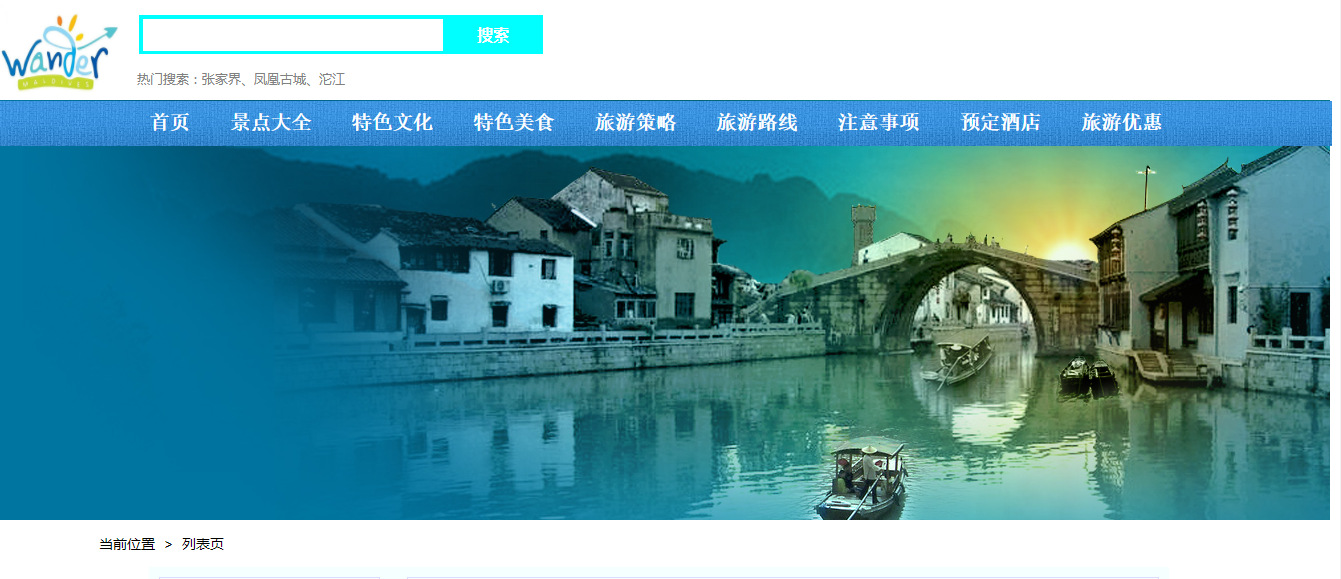 wander
MALDIVES
搜索
热门搜索：张家界、凤凰古城、沱江
首页 景点大全 特色文化 特色美食 旅游策略 旅游路线 注意事项 预定酒店 旅游优惠
当前位置 > 列表页